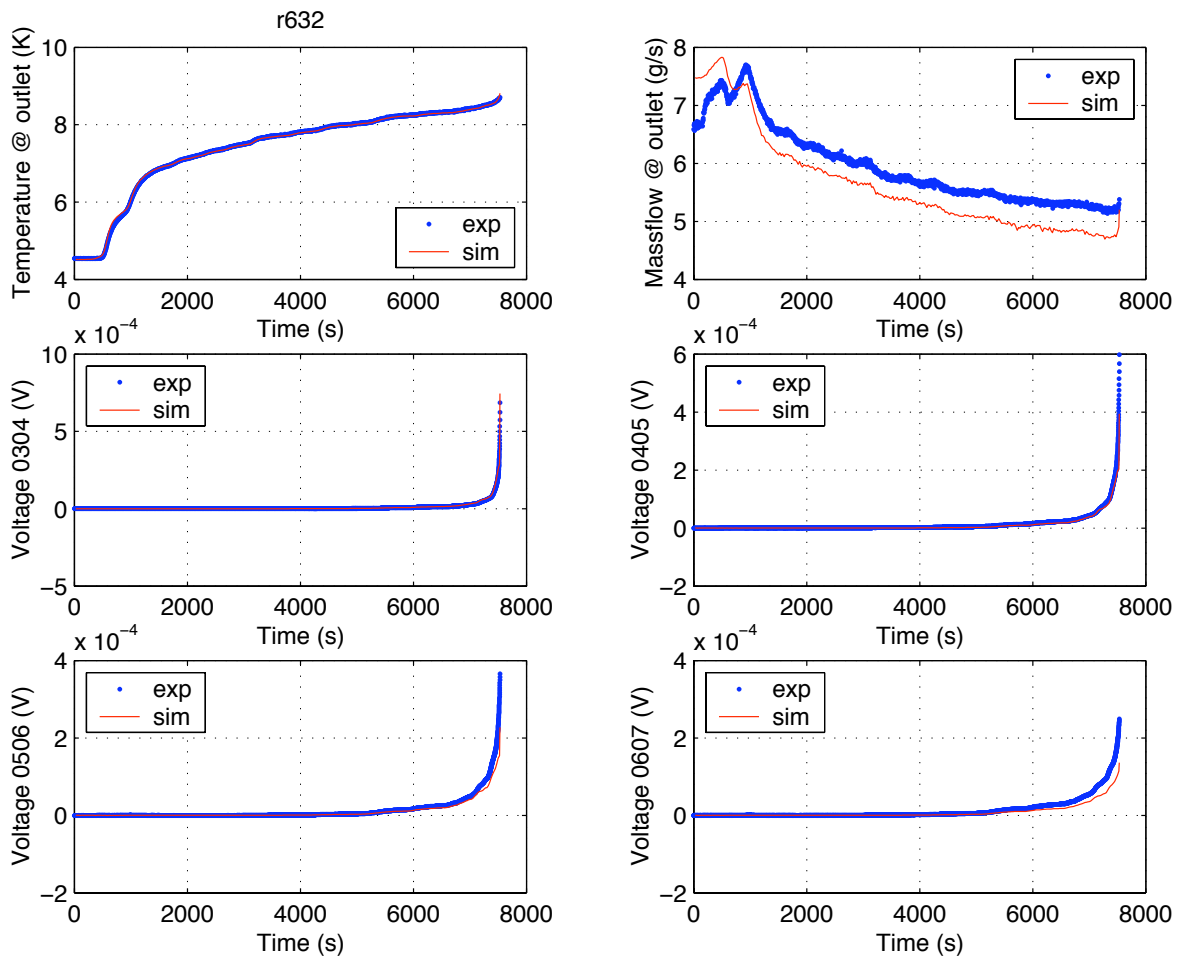 r632
Temperature @ outlet (K)
10
8
6
4
0
2000
4000
6000
8000
Time (s)
exp
sim
Massflow @ outlet (g/s)
8
7
6
5
4
0
2000
4000
6000
8000
Time (s)
exp
sim
x 10⁻⁴
Voltage 0304 (V)
10
5
0
−5
0
2000
4000
6000
8000
Time (s)
exp
sim
x 10⁻⁴
Voltage 0405 (V)
6
4
2
0
−2
0
2000
4000
6000
8000
Time (s)
exp
sim
x 10⁻⁴
Voltage 0506 (V)
4
2
0
−2
0
2000
4000
6000
8000
Time (s)
exp
sim
x 10⁻⁴
Voltage 0607 (V)
4
2
0
−2
0
2000
4000
6000
8000
Time (s)
exp
sim